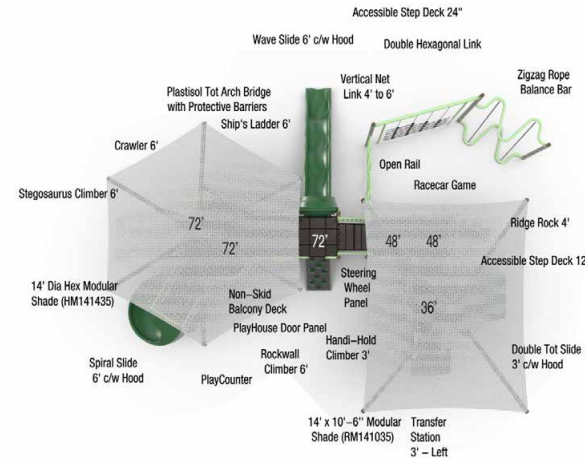 Accessible Step Deck 24"
Wave Slide 6' c/w Hood
Double Hexagonal Link
Vertical Net
Link 4' to 6'
Zigzag Rope
Balance Bar
Plastisol Tot Arch Bridge
with Protective Barriers
Ship's Ladder 6'
Crawler 6'
Open Rail
Racecar Game
Stegosaurus Climber 6'
72'
72'
72'
48'
48'
Ridge Rock 4'
Accessible Step Deck 12
14' Dia Hex Modular
Shade (HM141435)
Steering
Wheel
Panel
36'
Non-Skid
Balcony Deck
PlayHouse Door Panel
Handi-Hold
Climber 3'
Rockwall
Climber 6'
Double Tot Slide
3' c/w Hood
Spiral Slide
6' c/w Hood
PlayCounter
14' x 10'-6'' Modular
Shade (RM141035)
Transfer
Station
3' - Left